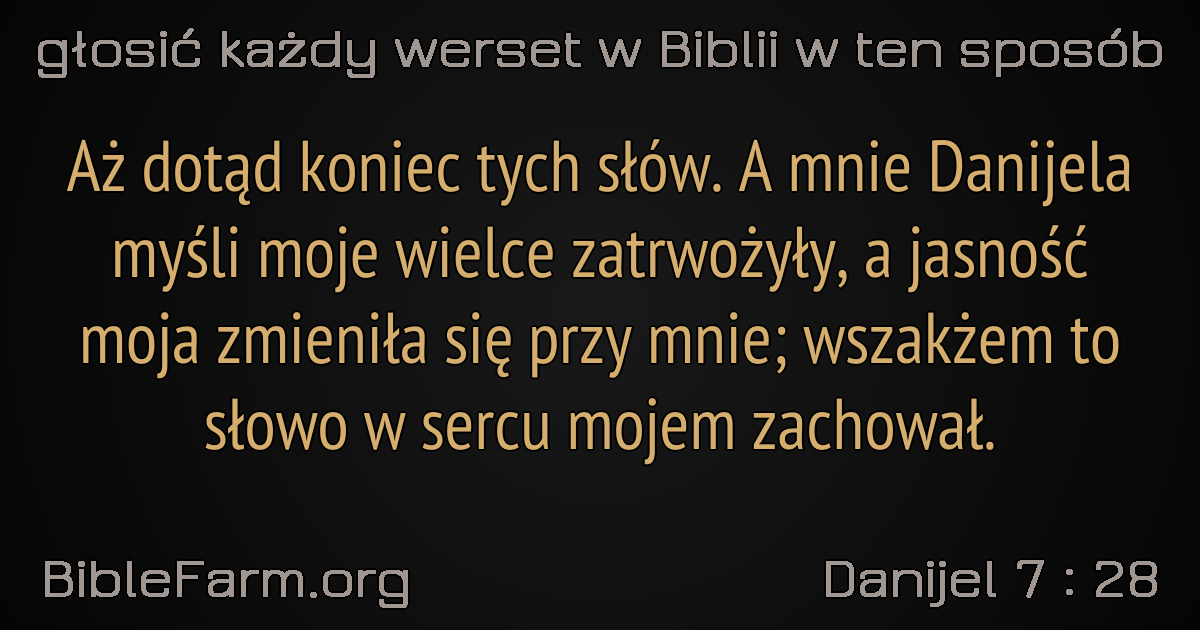 głosić każdy werset w Biblii w ten sposób
Aż dotąd koniec tych słów. A mnie Danijela
myśli moje wielce zatrwożyły, a jasność
moja zmieniła się przy mnie; wszakżem to
słowo w sercu mojem zachował.
BibleFarm.org
Danijel 7 : 28